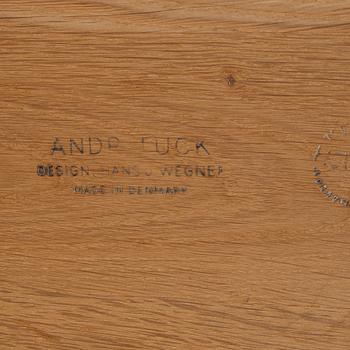 ANDR TUCK
DESIGN HANS J WEGNER
MADE IN DENMARK